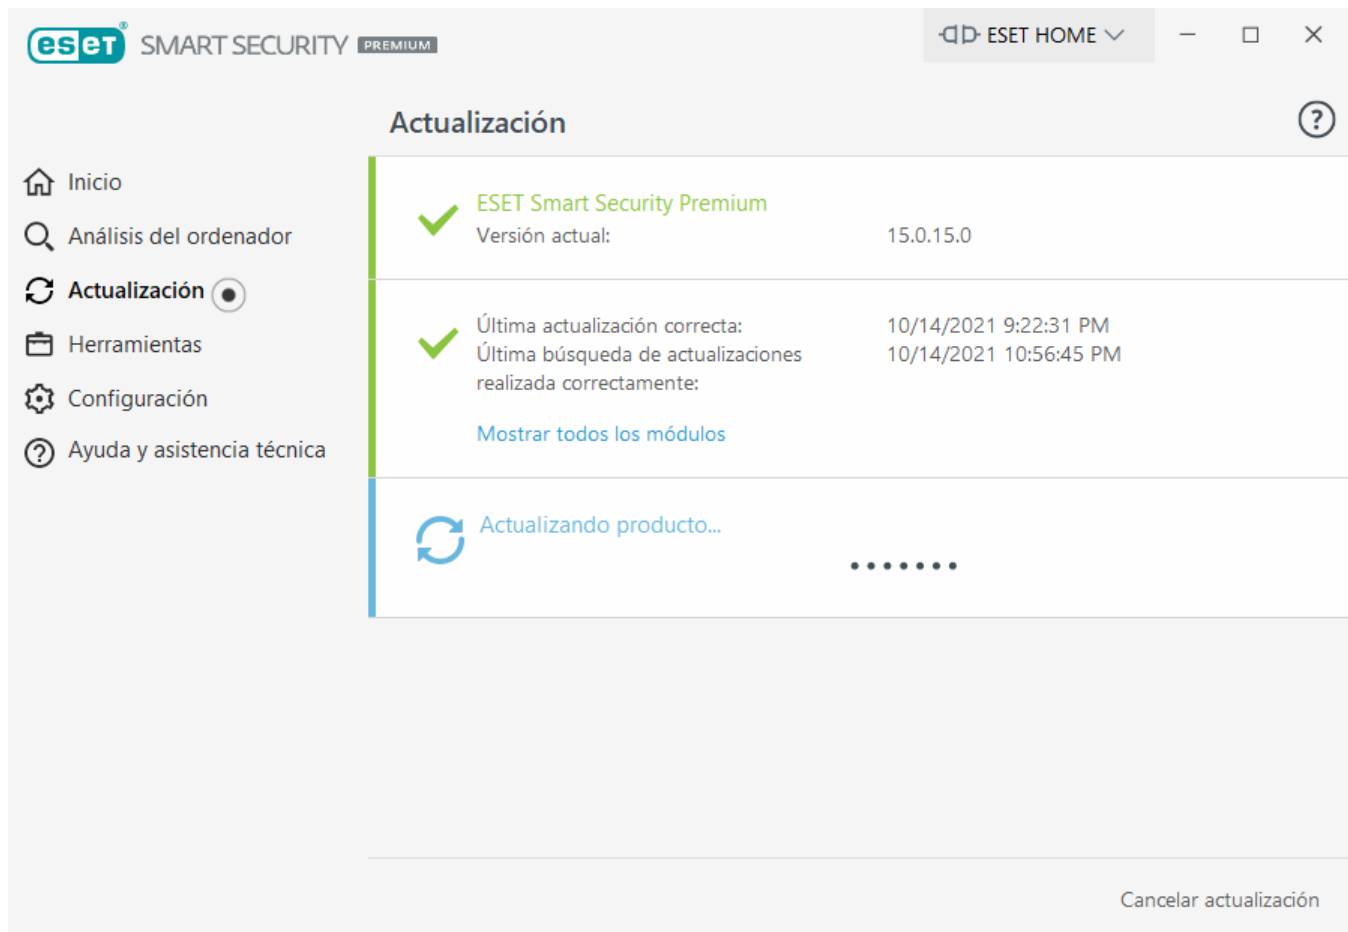 eset® SMART SECURITY PREMIUM
ESET HOME
Actualización
?
Inicio
Análisis del ordenador
Actualización
Herramientas
Configuración
Ayuda y asistencia técnica
ESET Smart Security Premium
Versión actual: 15.0.15.0
Última actualización correcta: 10/14/2021 9:22:31 PM
Última búsqueda de actualizaciones 10/14/2021 10:56:45 PM
realizada correctamente:
Mostrar todos los módulos
Actualizando producto...
Cancelar actualización